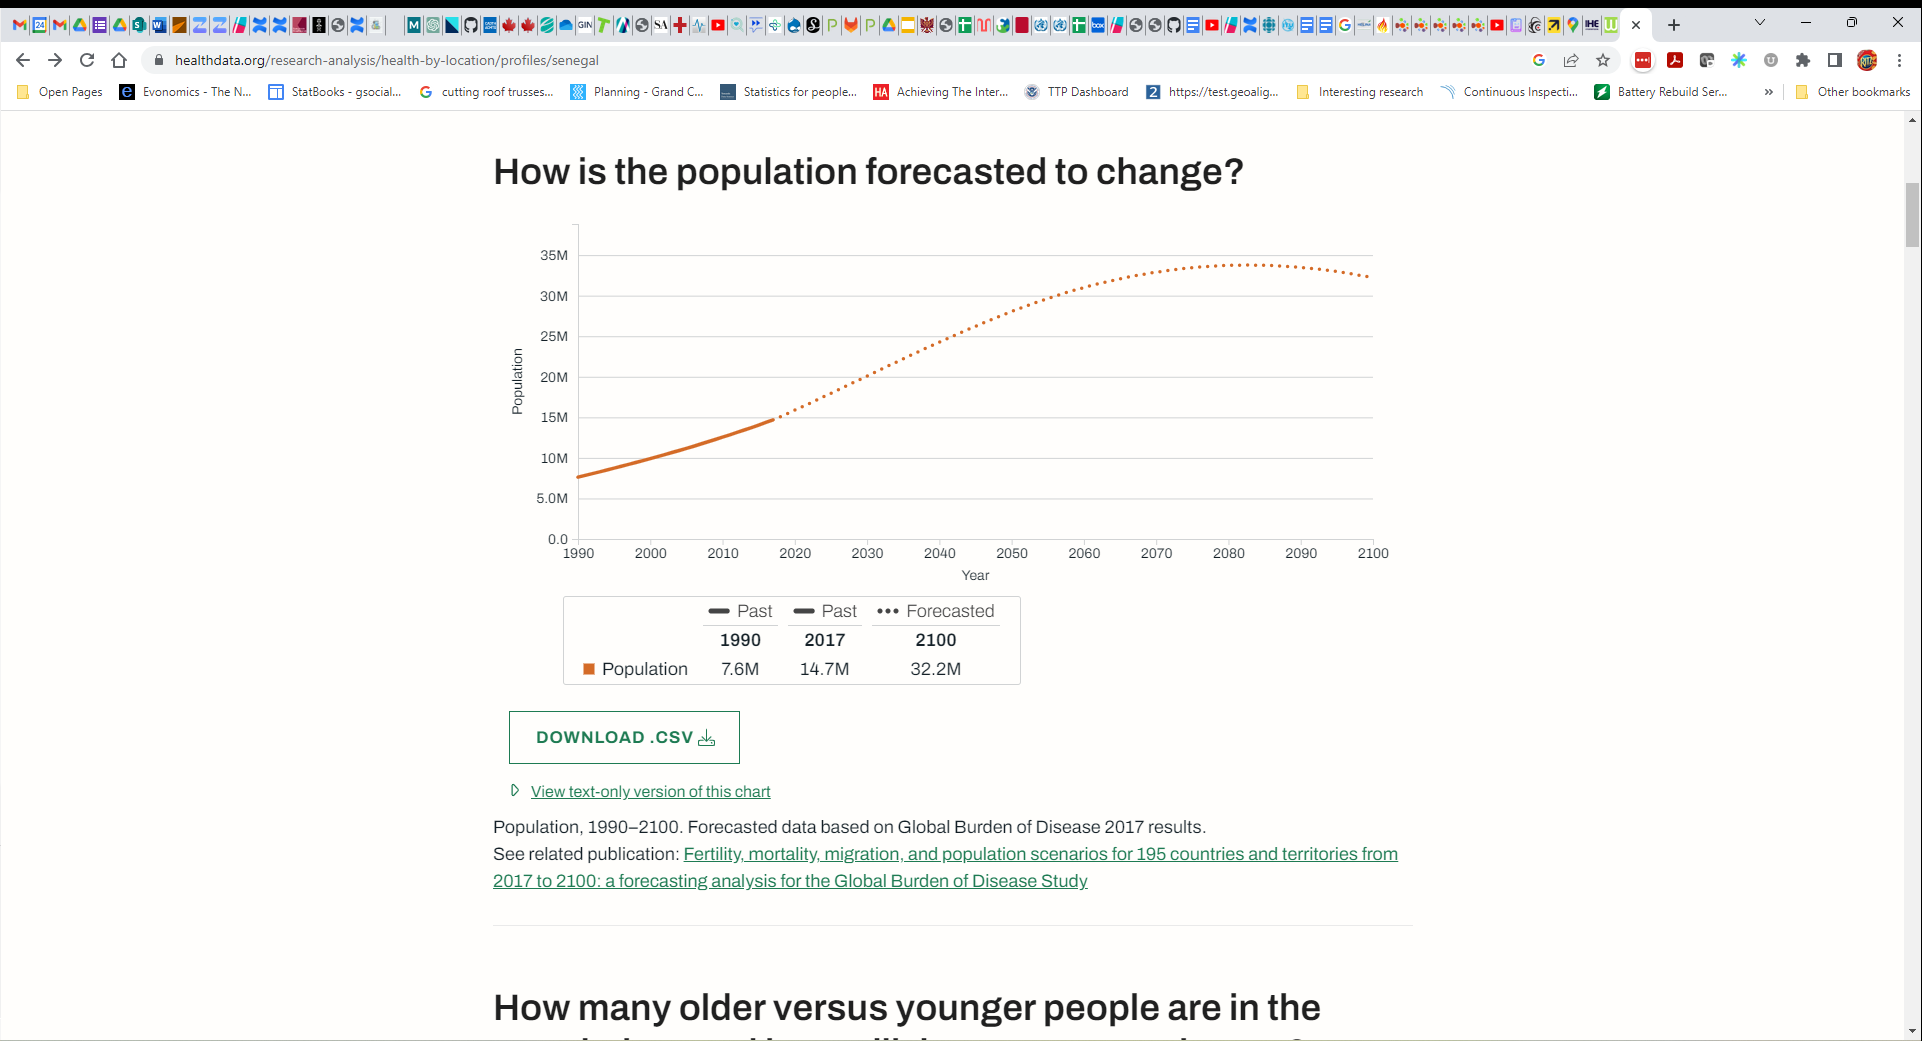 healthdata.org/research-analysis/health-by-location/profiles/senegal
Open Pages
Evonomics - The N...
StatBooks - gsocial...
cutting roof trusses...
Planning - Grand C...
Statistics for people...
HA Achieving The Inter...
TTP Dashboard
2 https://test.geoalig...
Interesting research
Continuous Inspecti...
Battery Rebuild Ser...
»
Other bookmarks
How is the population forecasted to change?
Population
35M
30M
25M
20M
15M
10M
5.0M
0.0
1990 2000 2010 2020 2030 2040 2050 2060 2070 2080 2090 2100
Year
Past Past Forecasted
1990 2017 2100
Population 7.6M 14.7M 32.2M
DOWNLOAD .CSV
View text-only version of this chart
Population, 1990–2100. Forecasted data based on Global Burden of Disease 2017 results.
See related publication: Fertility, mortality, migration, and population scenarios for 195 countries and territories from
2017 to 2100: a forecasting analysis for the Global Burden of Disease Study
How many older versus younger people are in the